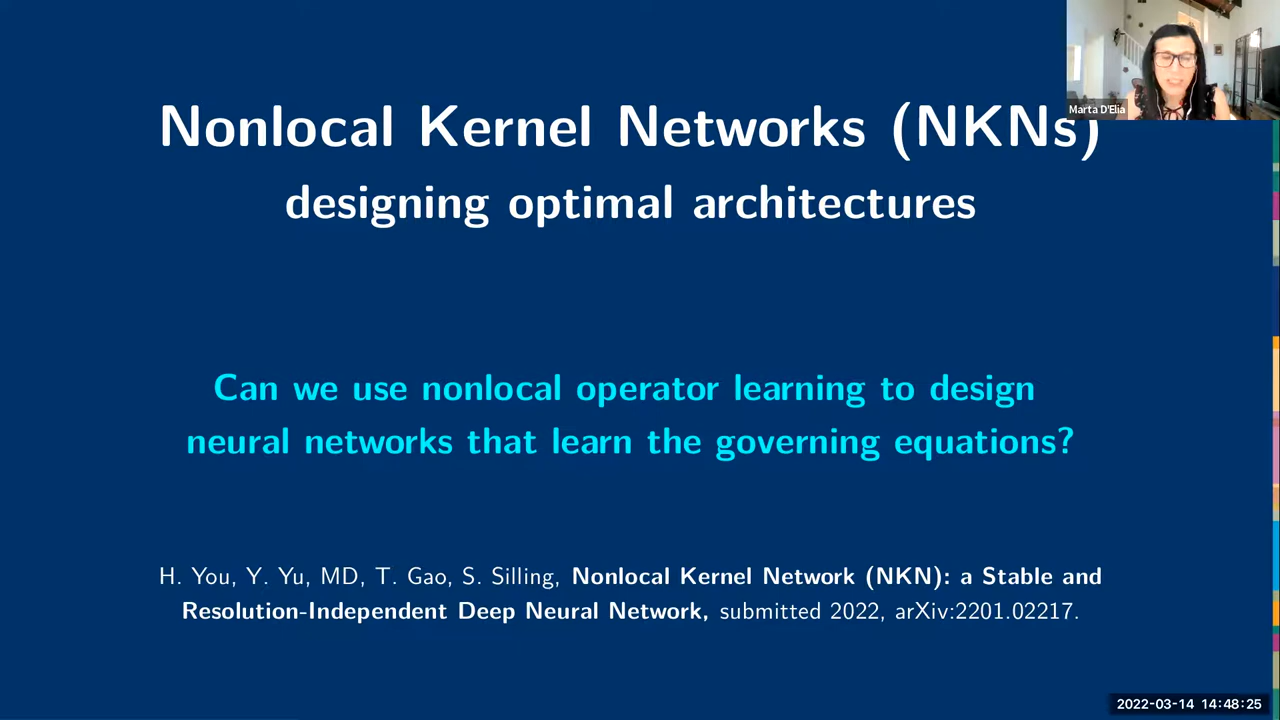 Nonlocal Kernel Networks (NKNs)
designing optimal architectures
Marta D'Elia
Can we use nonlocal operator learning to design
neural networks that learn the governing equations?
H. You, Y. Yu, MD, T. Gao, S. Silling, Nonlocal Kernel Network (NKN): a Stable and
Resolution-Independent Deep Neural Network, submitted 2022, arXiv:2201.02217.
2022-03-14 14:48:25